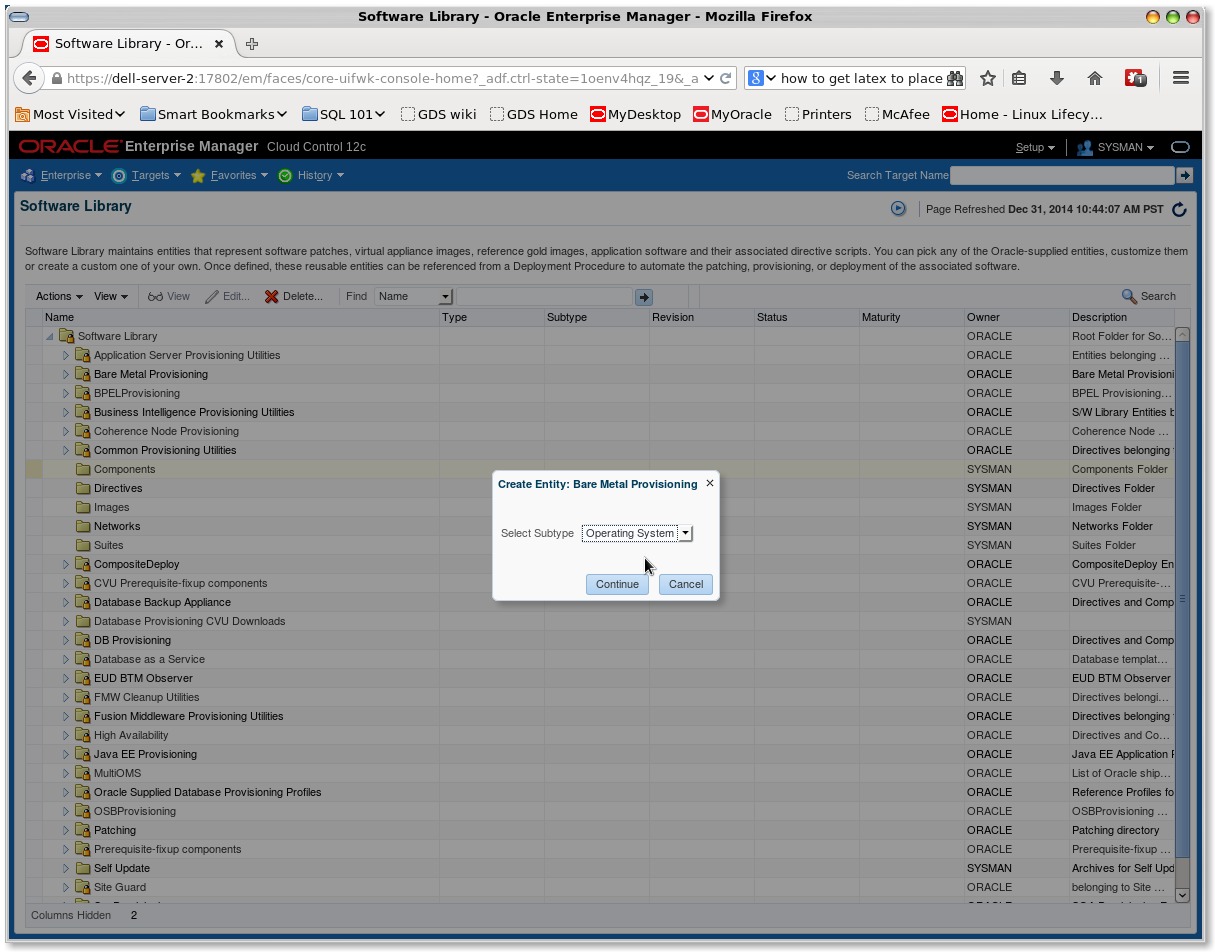 Software Library - Oracle Enterprise Manager - Mozilla Firefox
Software Library - Or...
https://dell-server-2:17802/em/faces/core-uifwk-console-home?_adf.ctrl-state=1oenv4hqz_19&_a
how to get latex to place
Most Visited Smart Bookmarks SQL 101 GDS wiki GDS Home MyDesktop MyOracle Printers McAfee Home - Linux Lifecy...
ORACLE Enterprise Manager Cloud Control 12c Setup SYSMAN
Enterprise Targets Favorites History Search Target Name
Software Library Page Refreshed Dec 31, 2014 10:44:07 AM PST
Software Library maintains entities that represent software patches, virtual appliance images, reference gold images, application software and their associated directive scripts. You can pick any of the Oracle-supplied entities, customize them
or create a custom one of your own. Once defined, these reusable entities can be referenced from a Deployment Procedure to automate the patching, provisioning, or deployment of the associated software.
Actions View View Edit... Delete... Find Name Search
Name Type Subtype Revision Status Maturity Owner Description
Software Library ORACLE Root Folder for So...
Application Server Provisioning Utilities ORACLE Entities belonging ...
Bare Metal Provisioning ORACLE Bare Metal Provisioni
BPELProvisioning ORACLE BPEL Provisioning...
Business Intelligence Provisioning Utilities ORACLE S/W Library Entities b
Coherence Node Provisioning ORACLE Coherence Node ...
Common Provisioning Utilities ORACLE Directives belonging
Components SYSMAN Components Folder
Directives SYSMAN Directives Folder
Images SYSMAN Images Folder
Networks SYSMAN Networks Folder
Suites SYSMAN Suites Folder
CompositeDeploy ORACLE CompositeDeploy En
CVU Prerequisite-fixup components ORACLE CVU Prerequisite-...
Database Backup Appliance ORACLE Directives and Comp
Database Provisioning CVU Downloads SYSMAN
DB Provisioning ORACLE Directives and Comp
Database as a Service ORACLE Database templat...
EUD BTM Observer ORACLE EUD BTM Observer
FMW Cleanup Utilities ORACLE Directives belongi...
Fusion Middleware Provisioning Utilities ORACLE Directives belonging
High Availability ORACLE Directives and Co...
Java EE Provisioning ORACLE Java EE Application
MultiOMS ORACLE List of Oracle ship...
Oracle Supplied Database Provisioning Profiles ORACLE Reference Profiles fo
OSBProvisioning ORACLE OSBProvisioning ...
Patching ORACLE Patching directory
Prerequisite-fixup components ORACLE Prerequisite-fixup ...
Self Update SYSMAN Archives for Self Upd
Site Guard ORACLE belonging to Site ...
Columns Hidden 2
Create Entity: Bare Metal Provisioning
Select Subtype Operating System
Continue Cancel